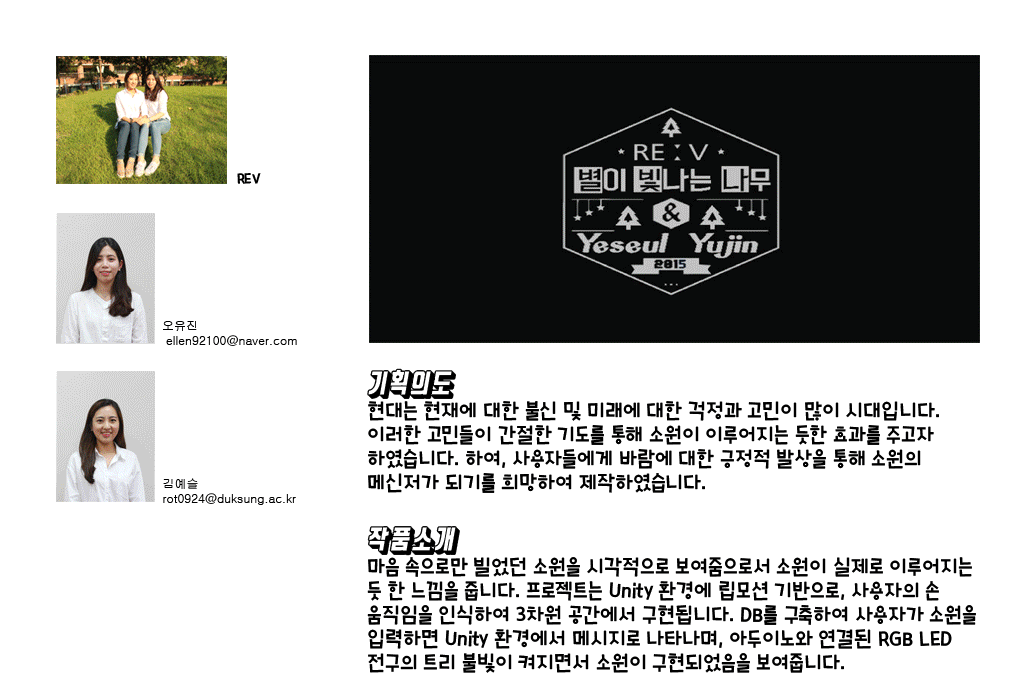 REV
오유진
ellen92100@naver.com
김예슬
rot0924@duksung.ac.kr
RE:V
별이 빛나는 나무
&
Yeseul Yujin
2015
...
기획의도
현대는 현재에 대한 불신 및 미래에 대한 걱정과 고민이 많이 시대입니다.
이러한 고민들이 간절한 기도를 통해 소원이 이루어지는 듯한 효과를 주고자
하였습니다. 하여, 사용자들에게 바람에 대한 긍정적 발상을 통해 소원의
메신저가 되기를 희망하여 제작하였습니다.
작품소개
마음 속으로만 빌었던 소원을 시각적으로 보여줌으로서 소원이 실제로 이루어지는
듯 한 느낌을 줍니다. 프로젝트는 Unity 환경에 립모션 기반으로, 사용자의 손
움직임을 인식하여 3차원 공간에서 구현됩니다. DB를 구축하여 사용자가 소원을
입력하면 Unity 환경에서 메시지로 나타나며, 아두이노와 연결된 RGB LED
전구의 트리 불빛이 켜지면서 소원이 구현되었음을 보여줍니다.